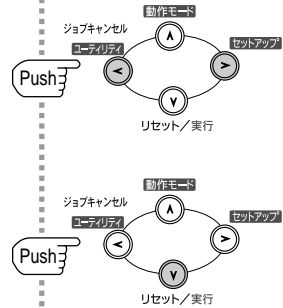 動作モード
ジョブキャンセル
ユーティリティ
セットアップ
Push
リセット／実行
動作モード
ジョブキャンセル
ユーティリティ
セットアップ
Push
リセット／実行